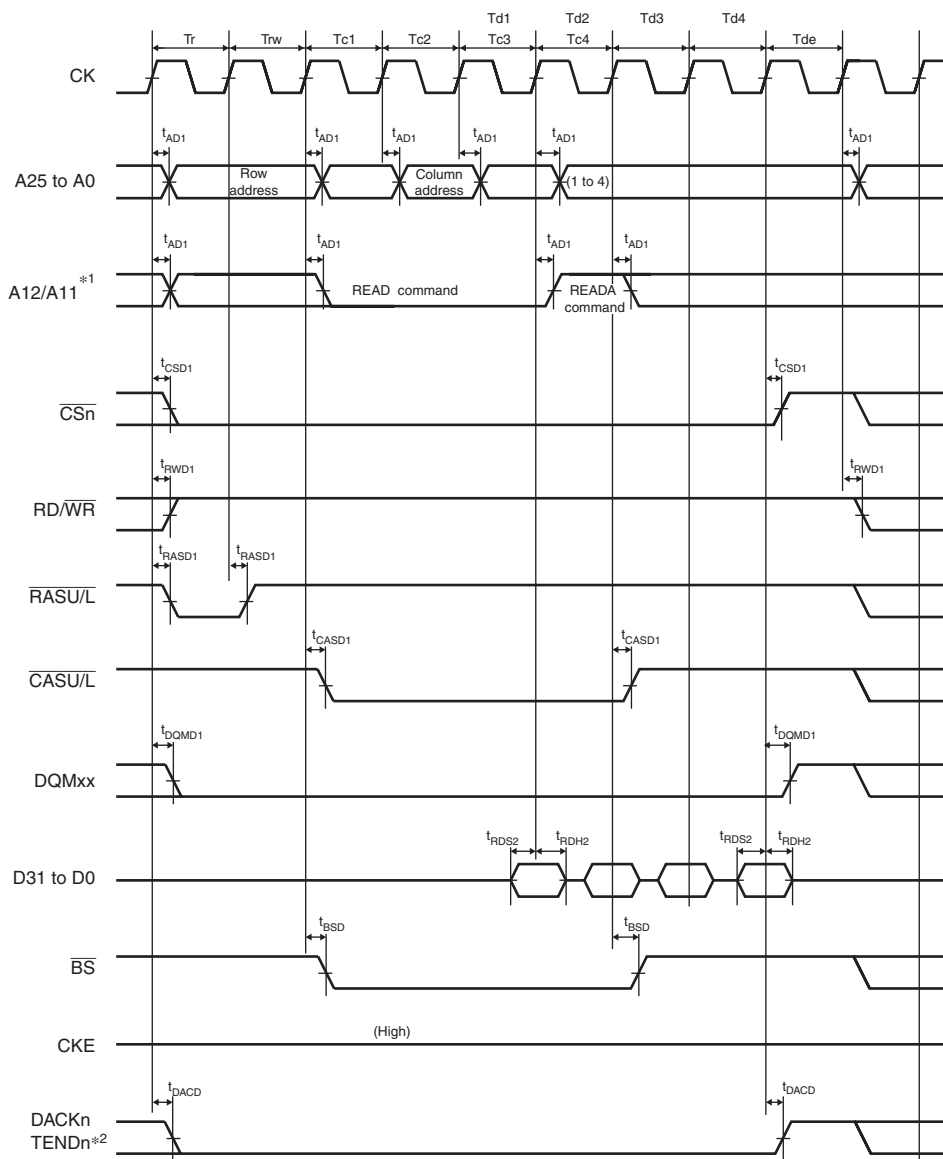 Td1 Td2 Td3 Td4
Tr Trw Tc1 Tc2 Tc3 Tc4 Tde
CK
tAD1 tAD1 tAD1 tAD1 tAD1 tAD1
A25 to A0
Row address
Column address
(1 to 4)
tAD1 tAD1 tAD1 tAD1
A12/A11*1
READ command
READA command
tCSD1 tCSD1
CSn
tRWD1 tRWD1
RD/WR
tRASD1 tRASD1
RASU/L
tCASD1 tCASD1
CASU/L
tDQMD1 tDQMD1
DQMxx
tRDS2 tRDH2 tRDS2 tRDH2
D31 to D0
tBSD tBSD
BS
(High)
CKE
tDACD tDACD
DACKn
TENDn*2